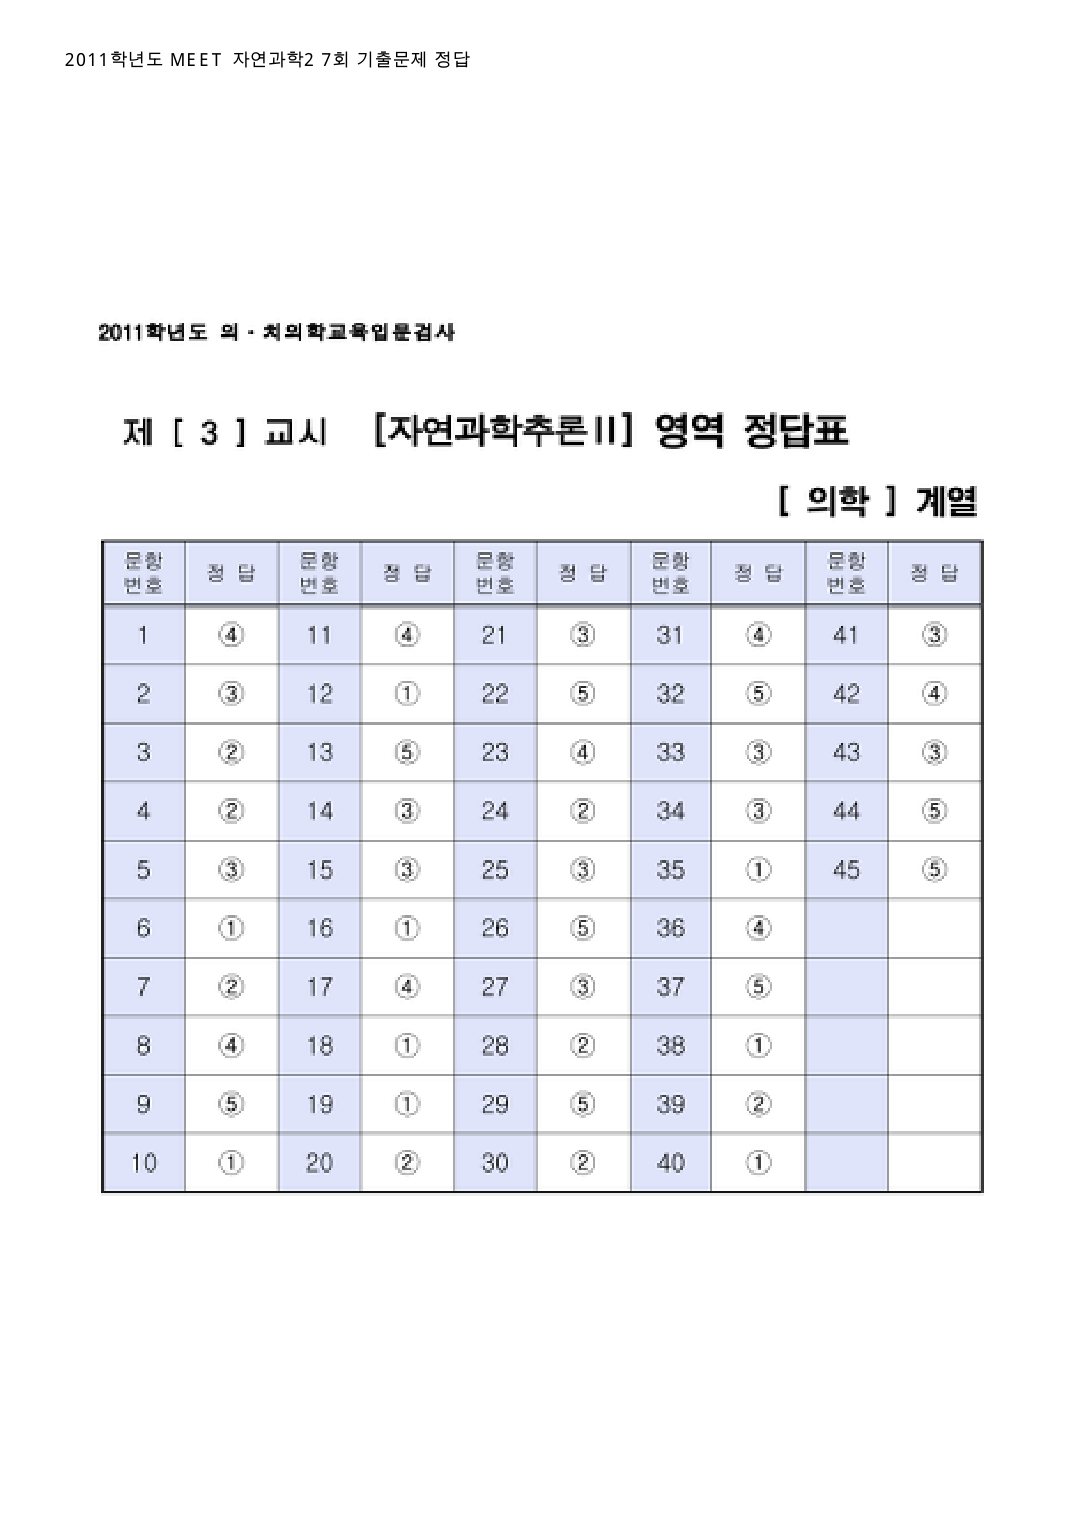 2011학년도 MEET 자연과학2 7회 기출문제 정답
2011학년도 의·치의학교육입문검사
제 [ 3 ] 교시 [자연과학추론Ⅱ] 영역 정답표
[ 의학 ] 계열
문항 번호 정 답 문항 번호 정 답 문항 번호 정 답 문항 번호 정 답 문항 번호 정 답
1 ④ 11 ④ 21 ③ 31 ④ 41 ③
2 ③ 12 ① 22 ⑤ 32 ⑤ 42 ④
3 ② 13 ⑤ 23 ④ 33 ③ 43 ③
4 ② 14 ③ 24 ② 34 ③ 44 ⑤
5 ③ 15 ③ 25 ③ 35 ① 45 ⑤
6 ① 16 ① 26 ⑤ 36 ④
7 ② 17 ④ 27 ③ 37 ⑤
8 ④ 18 ① 28 ② 38 ①
9 ⑤ 19 ① 29 ⑤ 39 ②
10 ① 20 ② 30 ② 40 ①